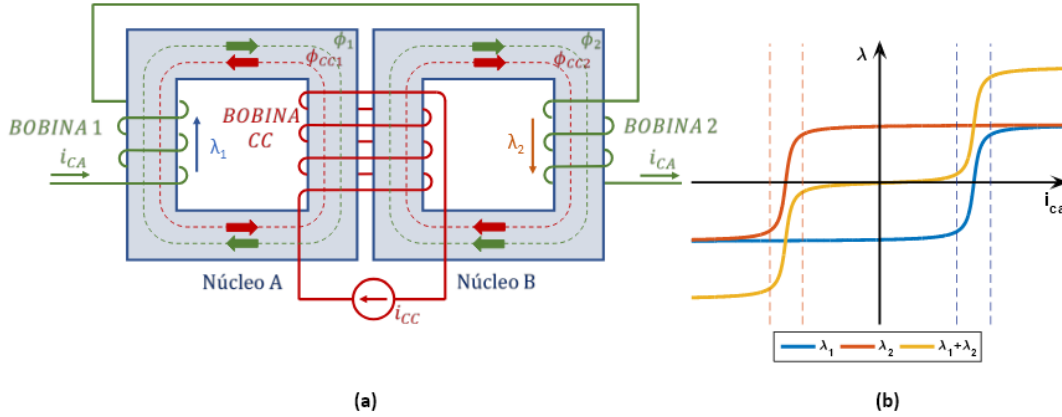 ϕ₁
ϕCC1
ϕ₂
ϕCC2
BOBINA 1
iCA
λ₁
BOBINA
CC
λ₂
BOBINA 2
iCA
Núcleo A
Núcleo B
iCC
(a)
λ
ica
λ₁ λ₂ λ₁+λ₂
(b)